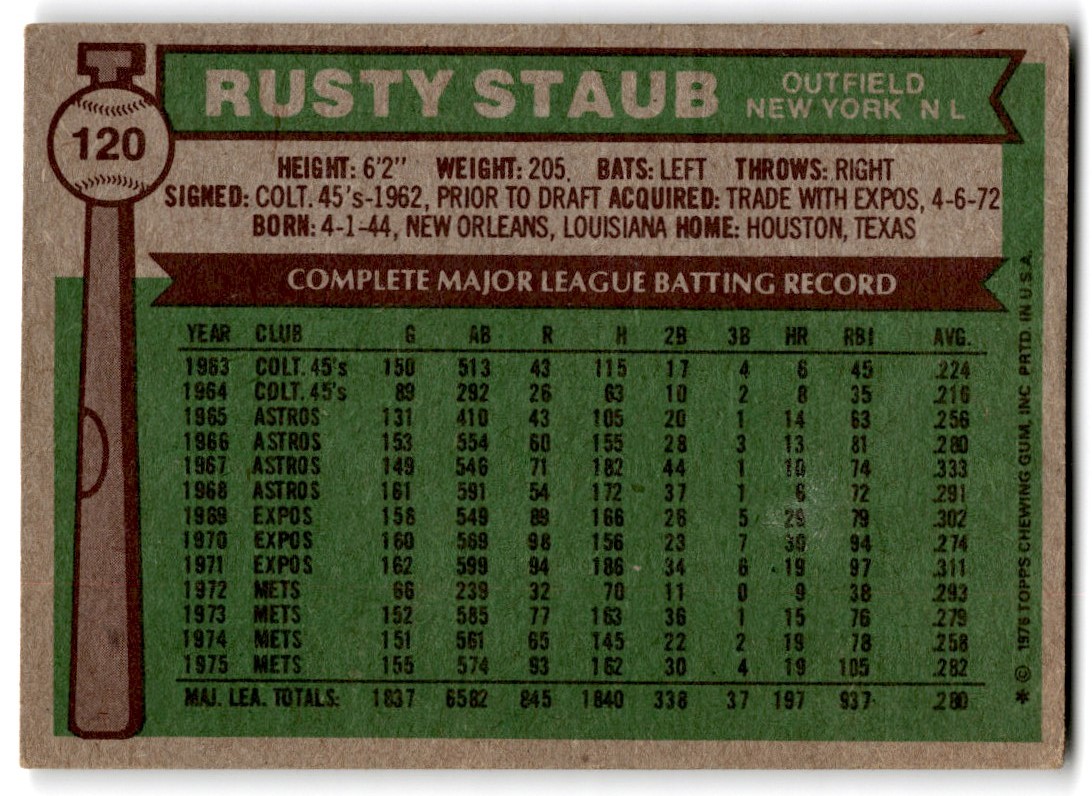 120
RUSTY STAUB
OUTFIELD
NEW YORK N L
HEIGHT: 6'2" WEIGHT: 205. BATS: LEFT THROWS: RIGHT
SIGNED: COLT. 45's-1962, PRIOR TO DRAFT ACQUIRED: TRADE WITH EXPOS, 4-6-72
BORN: 4-1-44, NEW ORLEANS, LOUISIANA HOME: HOUSTON, TEXAS
COMPLETE MAJOR LEAGUE BATTING RECORD
YEAR CLUB G AB R H 2B 3B HR RBI AVG.
1963 COLT. 45's 150 513 43 115 17 4 6 45 .224
1964 COLT. 45's 89 292 26 63 10 2 8 35 .216
1965 ASTROS 131 410 43 105 20 1 14 63 .256
1966 ASTROS 153 554 60 155 28 3 13 81 .280
1967 ASTROS 149 546 71 182 44 1 10 74 .333
1968 ASTROS 161 591 54 172 37 1 6 72 .291
1969 EXPOS 158 549 89 166 26 5 29 79 .302
1970 EXPOS 160 569 98 156 23 7 30 94 .274
1971 EXPOS 162 599 94 186 34 6 19 97 .311
1972 METS 66 239 32 70 11 0 9 38 .293
1973 METS 152 585 77 163 36 1 15 76 .279
1974 METS 151 561 65 145 22 2 19 78 .258
1975 METS 155 574 93 162 30 4 19 105 .282
MAJ. LEA. TOTALS: 1837 6582 845 1840 338 37 197 937 .280
* © 1976 TOPPS CHEWING GUM, INC PRTD. IN U.S.A.